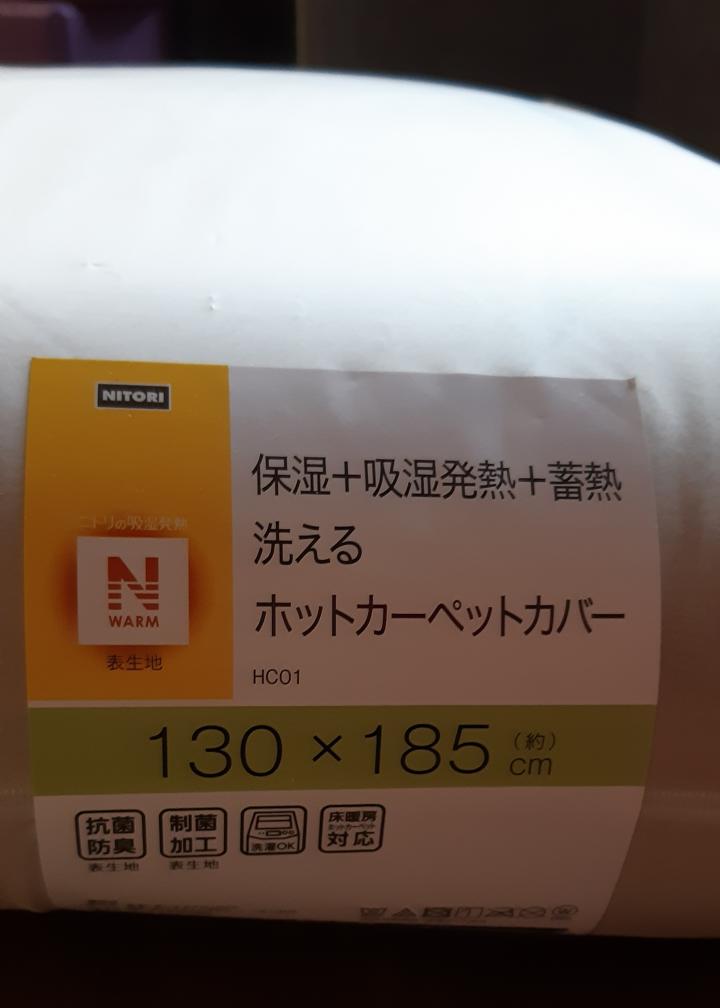 NITORI
ニトリの吸湿発熱
N
WARM
表生地
保湿+吸湿発熱+蓄熱
洗える
ホットカーペットカバー
HC01
130×185(約)cm
抗菌防臭
表生地
制菌加工
表生地
洗濯OK
床暖房
ホットカーペット
対応